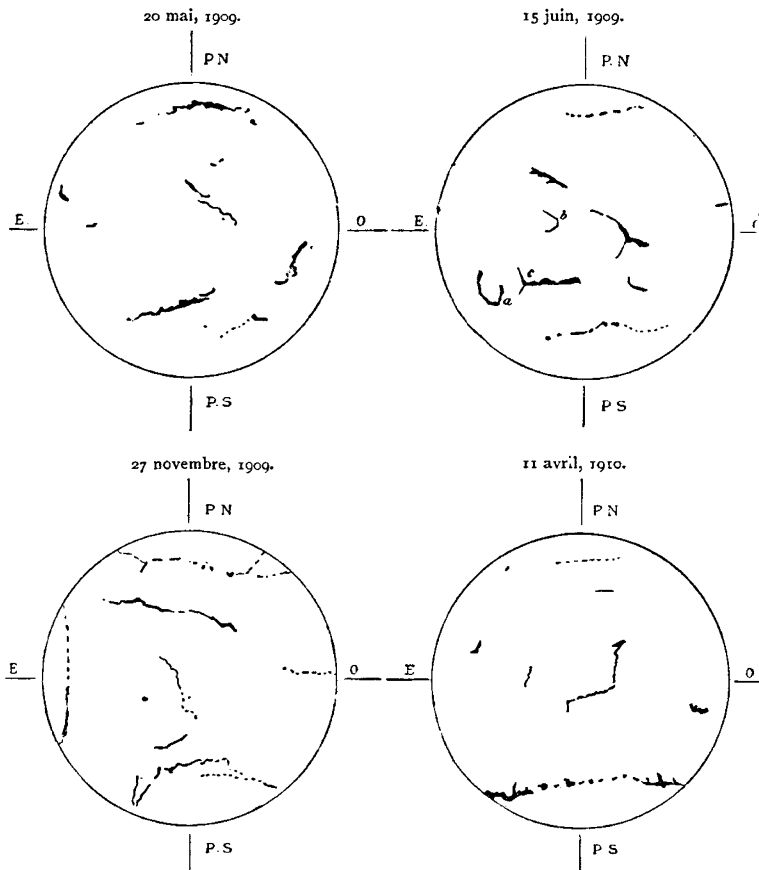 20 mai, 1909.
15 juin, 1909.
P N
P. N
E.
O
E.
b
c
a
P. S
P S
27 novembre, 1909.
11 avril, 1910.
P N
P N
E
O
E
O
P. S
P S